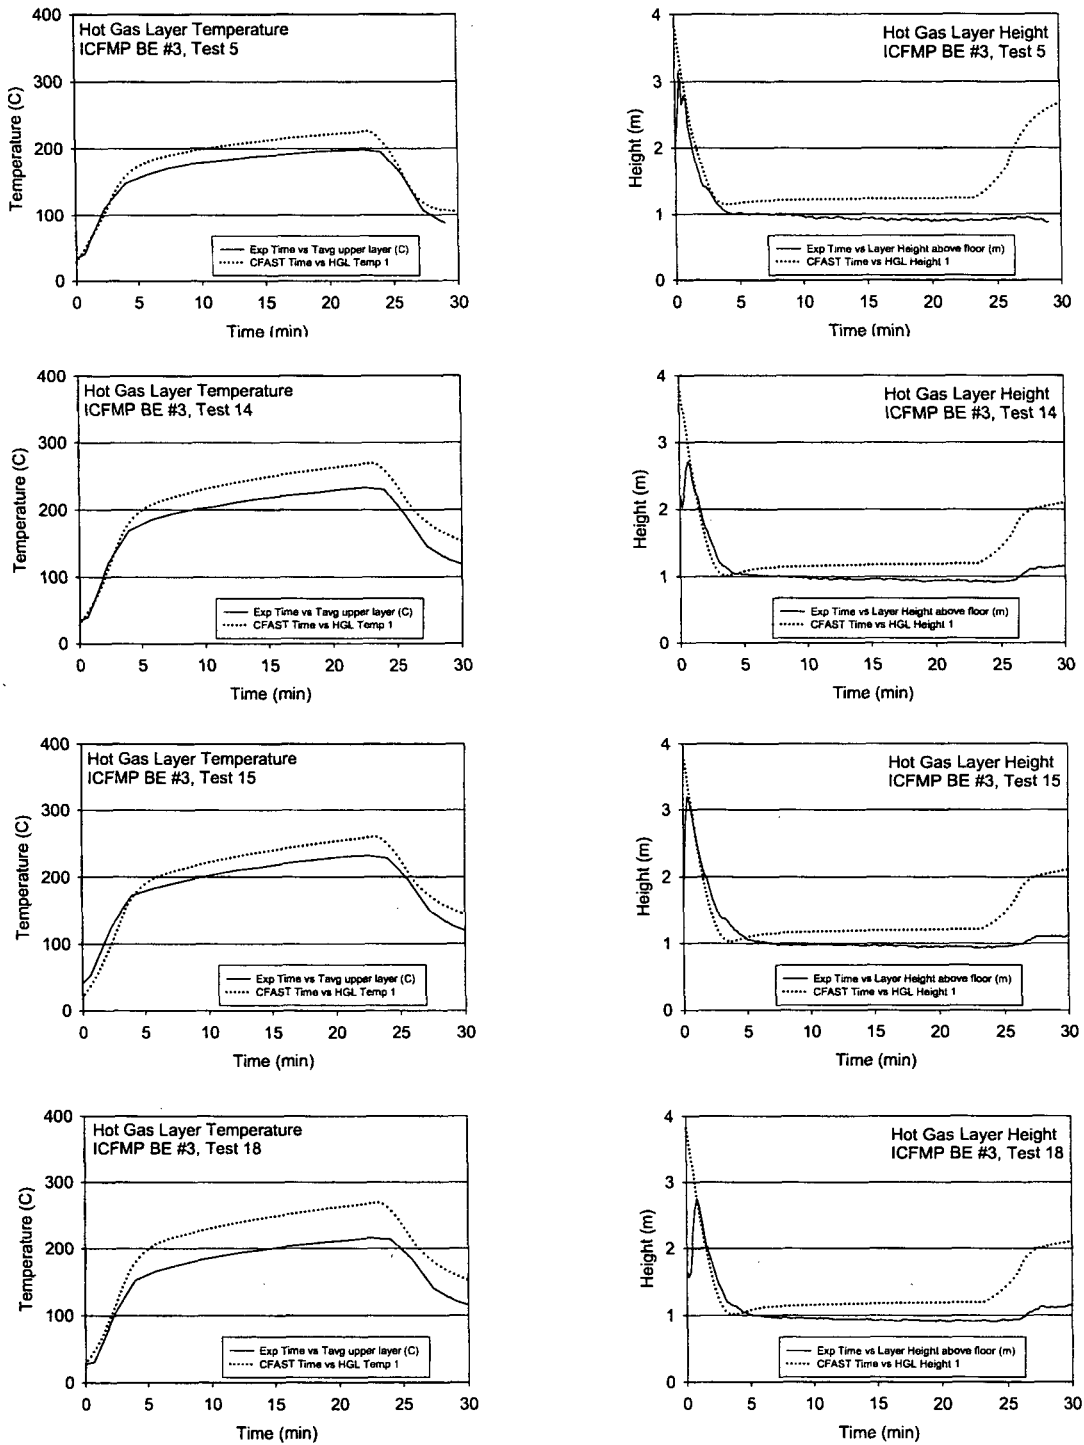 Hot Gas Layer Temperature
ICFMP BE #3, Test 5
Temperature (C)
400
300
200
100
0
Exp Time vs Tavg upper layer (C)
CFAST Time vs HGL Temp 1
0 5 10 15 20 25 30
Time (min)
Hot Gas Layer Height
ICFMP BE #3, Test 5
Height (m)
4
3
2
1
0
Exp Time vs Layer Height above floor (m)
CFAST Time vs HGL Height 1
0 5 10 15 20 25 30
Time (min)
Hot Gas Layer Temperature
ICFMP BE #3, Test 14
Temperature (C)
400
300
200
100
0
Exp Time vs Tavg upper layer (C)
CFAST Time vs HGL Temp 1
0 5 10 15 20 25 30
Time (min)
Hot Gas Layer Height
ICFMP BE #3, Test 14
Height (m)
4
3
2
1
0
Exp Time vs Layer Height above floor (m)
CFAST Time vs HGL Height 1
0 5 10 15 20 25 30
Time (min)
Hot Gas Layer Temperature
ICFMP BE #3, Test 15
Temperature (C)
400
300
200
100
0
Exp Time vs Tavg upper layer (C)
CFAST Time vs HGL Temp 1
0 5 10 15 20 25 30
Time (min)
Hot Gas Layer Height
ICFMP BE #3, Test 15
Height (m)
4
3
2
1
0
Exp Time vs Layer Height above floor (m)
CFAST Time vs HGL Height 1
0 5 10 15 20 25 30
Time (min)
Hot Gas Layer Temperature
ICFMP BE #3, Test 18
Temperature (C)
400
300
200
100
0
Exp Time vs Tavg upper layer (C)
CFAST Time vs HGL Temp 1
0 5 10 15 20 25 30
Time (min)
Hot Gas Layer Height
ICFMP BE #3, Test 18
Height (m)
4
3
2
1
0
Exp Time vs Layer Height above floor (m)
CFAST Time vs HGL Height 1
0 5 10 15 20 25 30
Time (min)